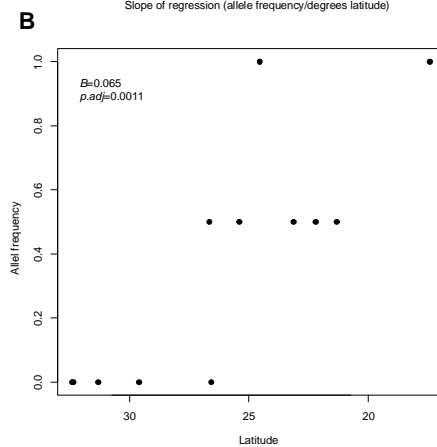 Slope of regression (allele frequency/degrees latitude)
B
B=0.065
p.adj=0.0011
1.0
0.8
0.6
0.4
0.2
0.0
Allel frequency
30 25 20
Latitude